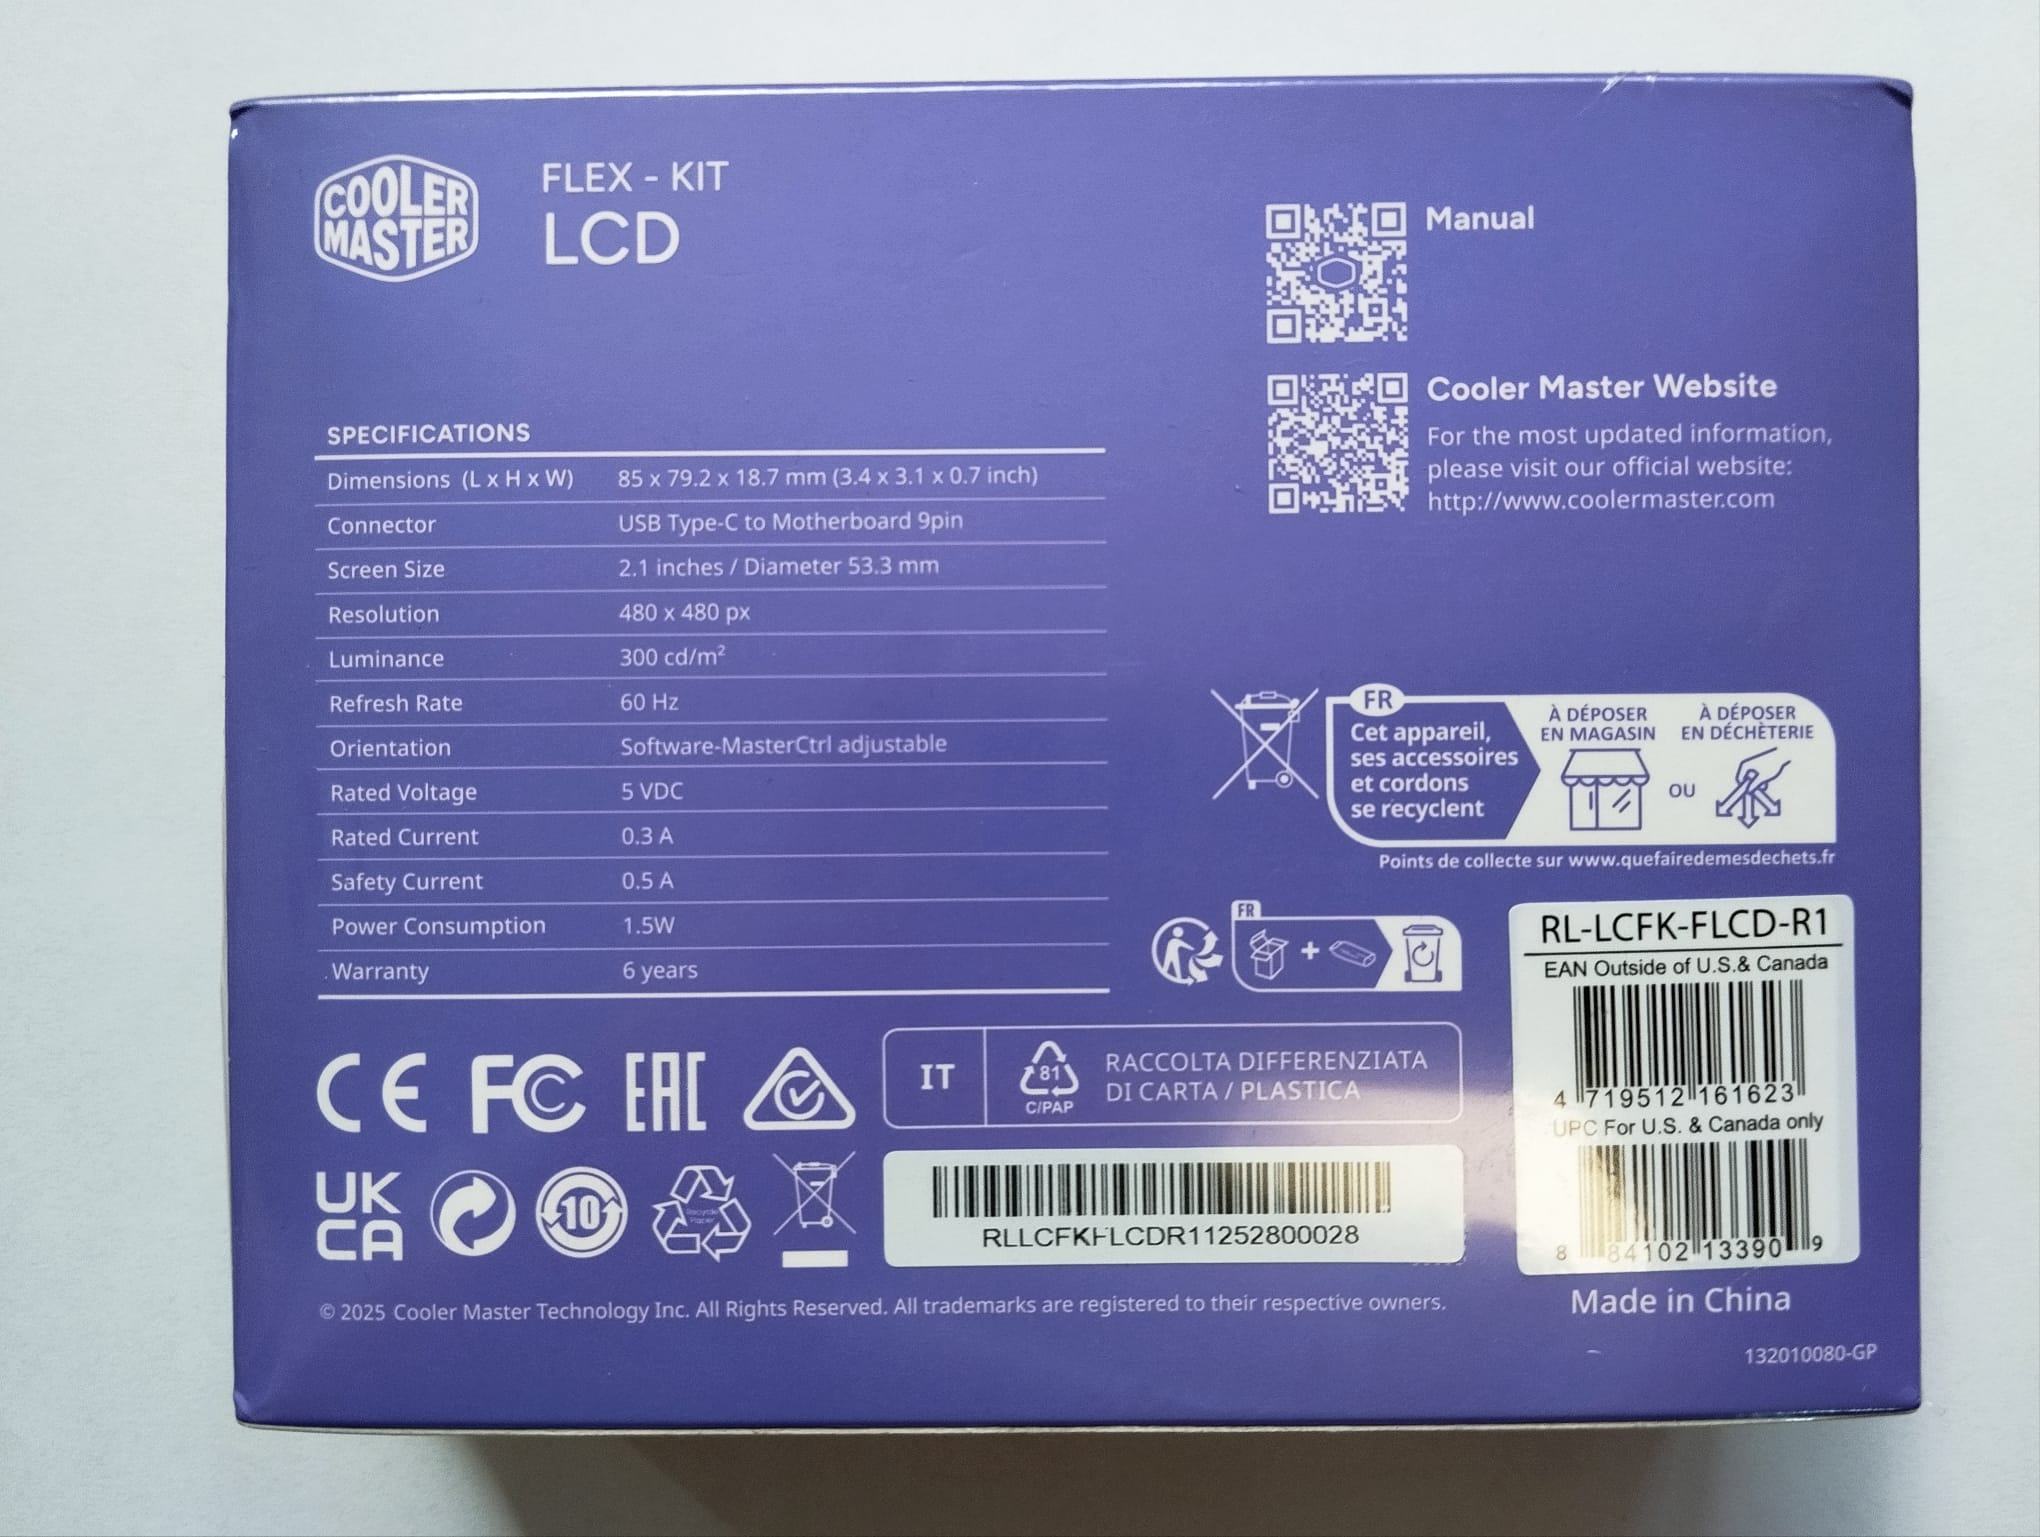 COOLER
MASTER
FLEX - KIT
LCD
Manual
Cooler Master Website
For the most updated information,
please visit our official website:
http://www.coolermaster.com
SPECIFICATIONS
Dimensions (L x H x W) 85 x 79.2 x 18.7 mm (3.4 x 3.1 x 0.7 inch)
Connector USB Type-C to Motherboard 9pin
Screen Size 2.1 inches / Diameter 53.3 mm
Resolution 480 x 480 px
Luminance 300 cd/m²
Refresh Rate 60 Hz
Orientation Software-MasterCtrl adjustable
Rated Voltage 5 VDC
Rated Current 0.3 A
Safety Current 0.5 A
Power Consumption 1.5W
Warranty 6 years
FR
Cet appareil,
ses accessoires
et cordons
se recyclent
À DÉPOSER
EN MAGASIN
OU
À DÉPOSER
EN DÉCHÈTERIE
Points de collecte sur www.quefairedemesdechets.fr
FR
+
RL-LCFK-FLCD-R1
EAN Outside of U.S.& Canada
4 719512 161623
UPC For U.S. & Canada only
8 84102 13390 9
CE FC EAC
IT
81
C/PAP
RACCOLTA DIFFERENZIATA
DI CARTA / PLASTICA
UK
CA
10
Recycle
Paper
RLLCFKFLCDR11252800028
© 2025 Cooler Master Technology Inc. All Rights Reserved. All trademarks are registered to their respective owners.
Made in China
132010080-GP